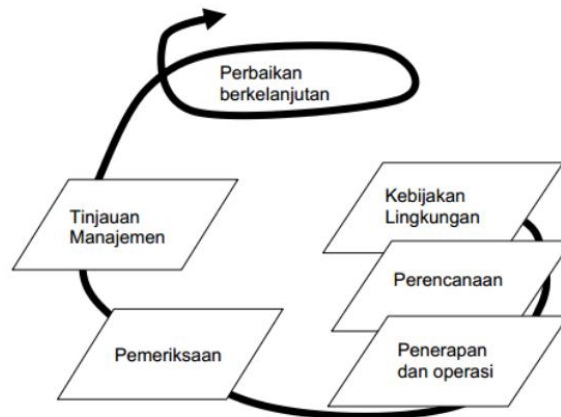 Perbaikan
berkelanjutan
Kebijakan
Lingkungan
Tinjauan
Manajemen
Perencanaan
Pemeriksaan
Penerapan
dan operasi